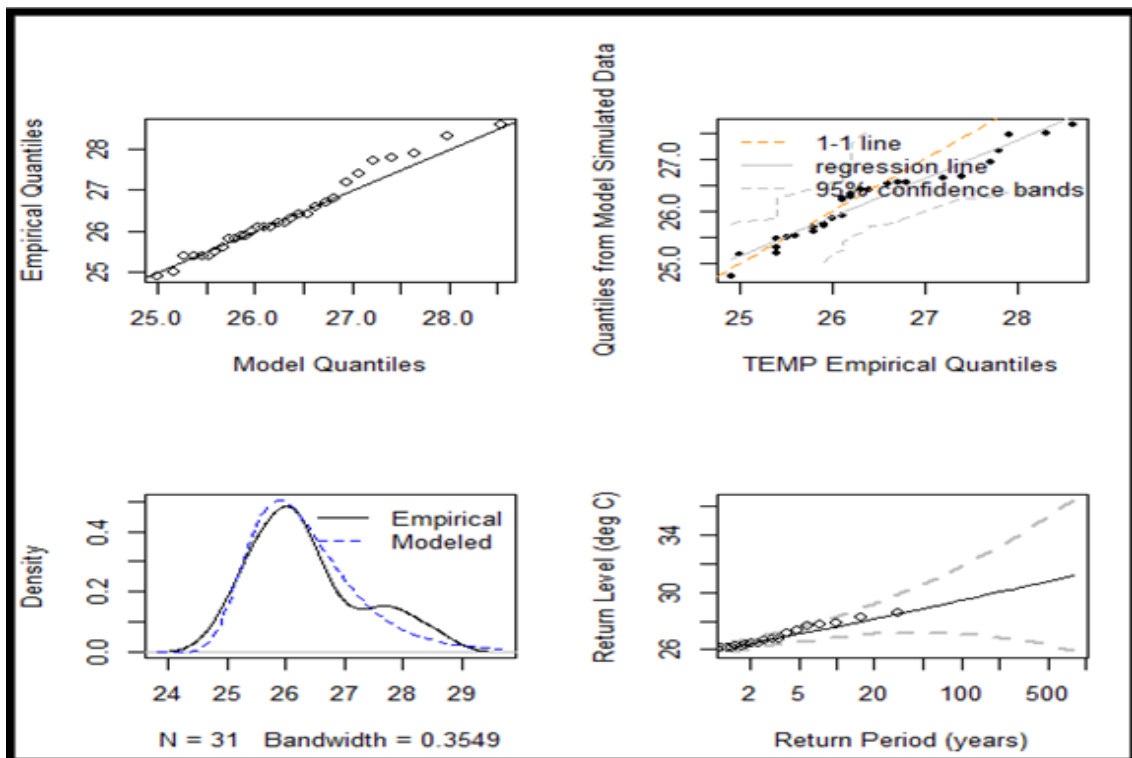 Empirical Quantiles
28
27
26
25
25.0 26.0 27.0 28.0
Model Quantiles
Quantiles from Model Simulated Data
27.0
26.0
25.0
1-1 line
regression line
95% confidence bands
25 26 27 28
TEMP Empirical Quantiles
Density
0.4
0.2
0.0
Empirical
Modeled
24 25 26 27 28 29
N = 31 Bandwidth = 0.3549
Return Level (deg C)
34
30
26
2 5 20 100 500
Return Period (years)